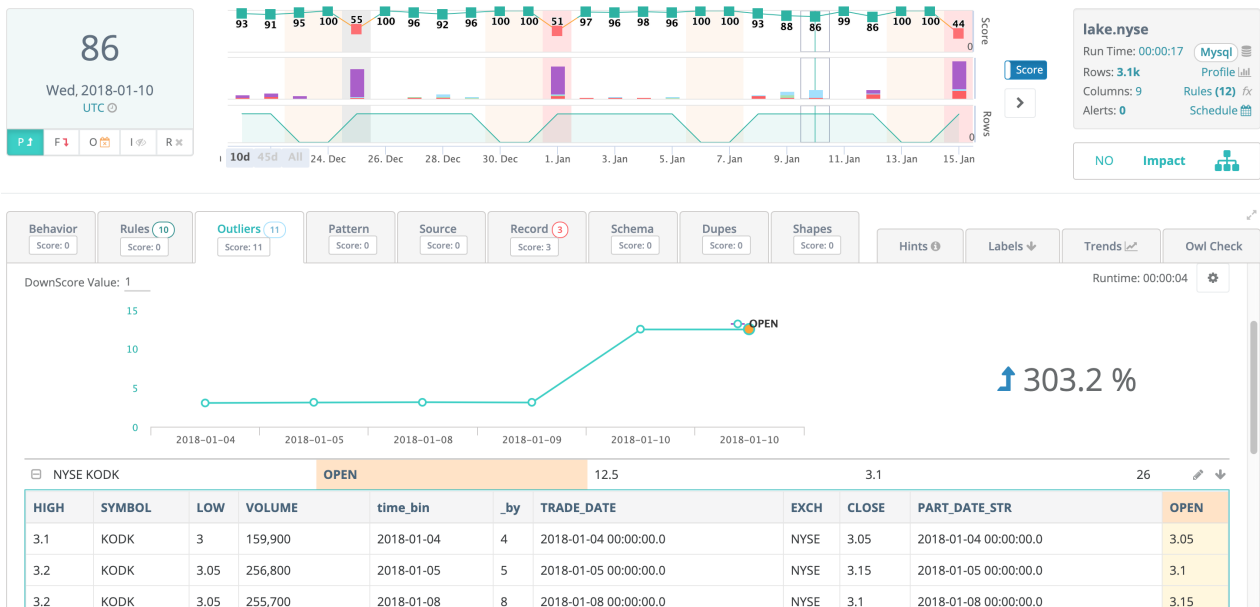 86
Wed, 2018-01-10
UTC
P F O I R
93 91 95 100 55 100 96 92 96 100 100 51 97 96 98 96 100 100 93 88 86 99 86 100 100 44
0
Score
Rows
0
10d 45d All
24. Dec 26. Dec 28. Dec 30. Dec 1. Jan 3. Jan 5. Jan 7. Jan 9. Jan 11. Jan 13. Jan 15. Jan
Score
lake.nyse
Run Time: 00:00:17 Mysql
Rows: 3.1k Profile
Columns: 9 Rules (12) fx
Alerts: 0 Schedule
NO Impact
Behavior Rules 10 Outliers 11 Pattern Source Record 3 Schema Dupes Shapes
Score: 0 Score: 0 Score: 11 Score: 0 Score: 0 Score: 3 Score: 0 Score: 0 Score: 0
Hints Labels Trends Owl Check
DownScore Value: 1
Runtime: 00:00:04
15
10
5
0
OPEN
2018-01-04 2018-01-05 2018-01-08 2018-01-09 2018-01-10 2018-01-10
303.2 %
NYSE KODK OPEN 12.5 3.1 26
HIGH SYMBOL LOW VOLUME time_bin _by TRADE_DATE EXCH CLOSE PART_DATE_STR OPEN
3.1 KODK 3 159,900 2018-01-04 4 2018-01-04 00:00:00.0 NYSE 3.05 2018-01-04 00:00:00.0 3.05
3.2 KODK 3.05 256,800 2018-01-05 5 2018-01-05 00:00:00.0 NYSE 3.15 2018-01-05 00:00:00.0 3.1
3.2 KODK 3.05 255,700 2018-01-08 8 2018-01-08 00:00:00.0 NYSE 3.1 2018-01-08 00:00:00.0 3.15